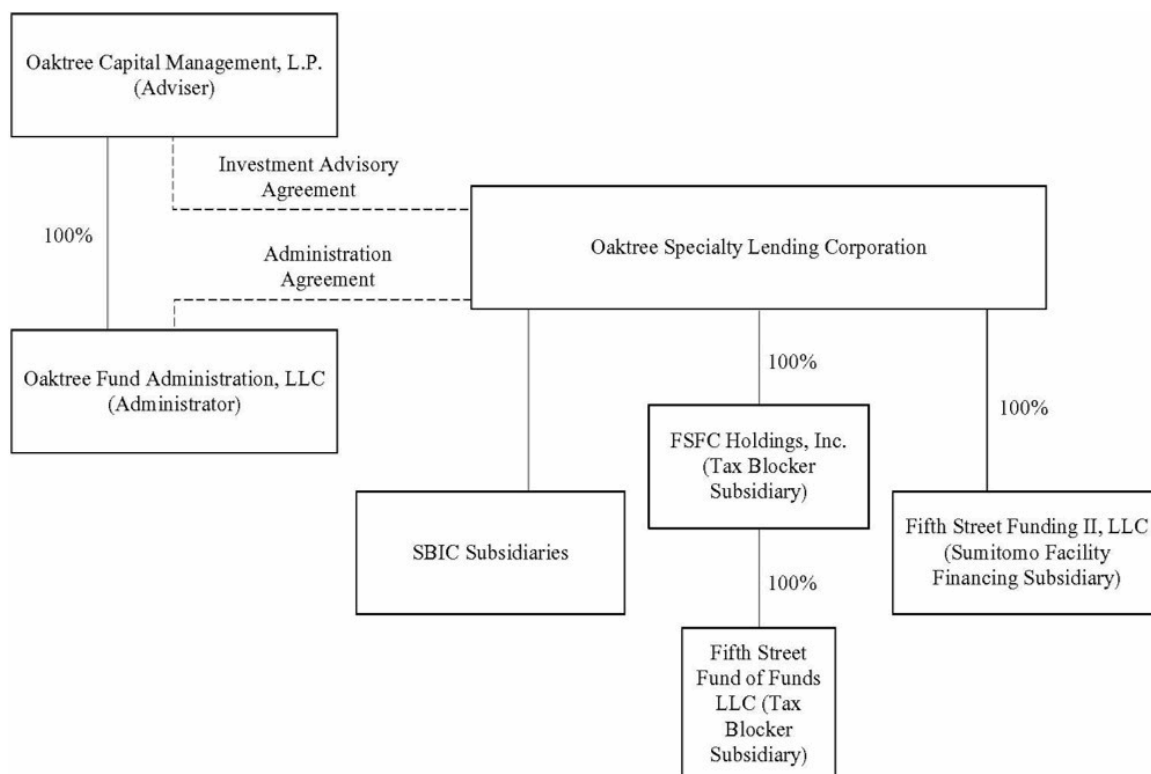 Oaktree Capital Management, L.P.
(Adviser)
Investment Advisory
Agreement
100%
Oaktree Specialty Lending Corporation
Administration
Agreement
Oaktree Fund Administration, LLC
(Administrator)
100%
100%
FSFC Holdings, Inc.
(Tax Blocker
Subsidiary)
SBIC Subsidiaries
Fifth Street Funding II, LLC
(Sumitomo Facility
Financing Subsidiary)
100%
Fifth Street
Fund of Funds
LLC (Tax
Blocker
Subsidiary)